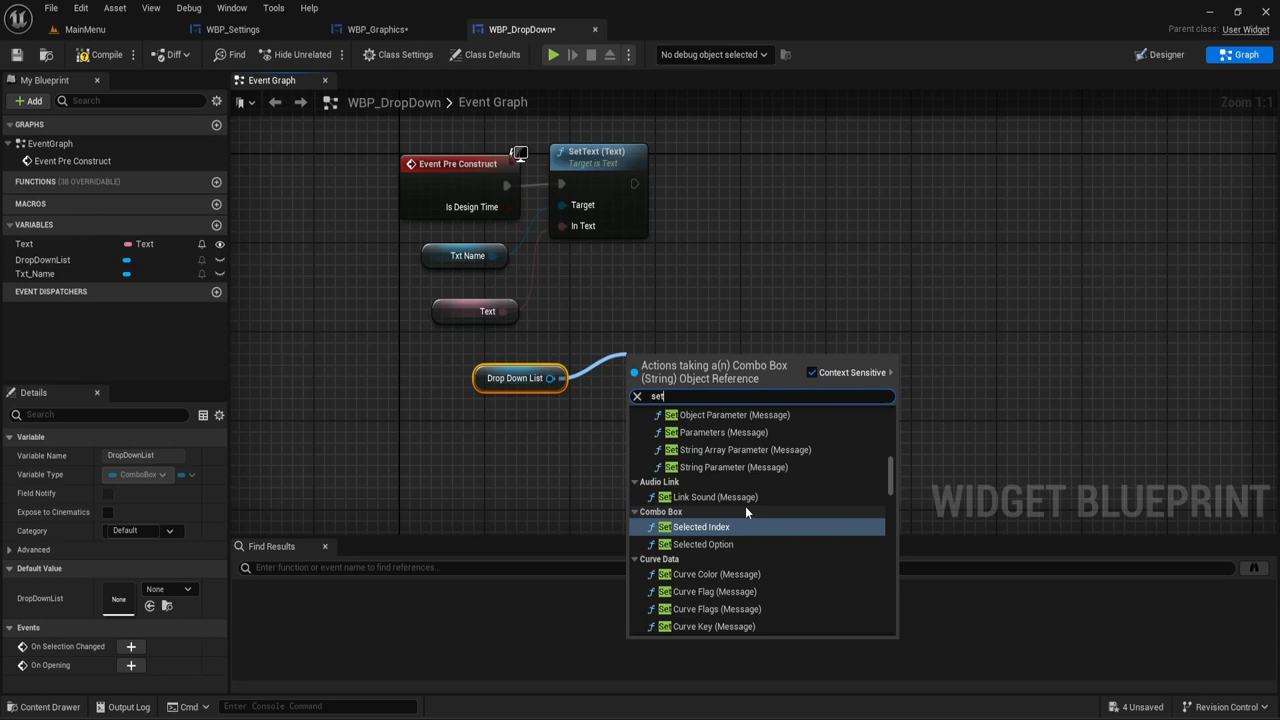 File Edit Asset View Debug Window Tools Help
MainMenu WBP_Settings WBP_Graphics• WBP_DropDown•
Parent class: User Widget
Compile Diff Find Hide Unrelated Class Settings Class Defaults No debug object selected Designer Graph
My Blueprint
Event Graph
Add Search
WBP_DropDown > Event Graph Zoom 1:1
GRAPHS
EventGraph
Event Pre Construct
FUNCTIONS (38 OVERRIDABLE)
MACROS
VARIABLES
Text Text
DropDownList
Txt_Name
EVENT DISPATCHERS
SetText (Text)
Target is Text
Event Pre Construct
Target
Is Design Time
In Text
Txt Name
Text
Drop Down List
Actions taking a(n) Combo Box (String) Object Reference
Context Sensitive
set
Set Object Parameter (Message)
Set Parameters (Message)
Set String Array Parameter (Message)
Set String Parameter (Message)
Audio Link
Set Link Sound (Message)
Combo Box
Set Selected Index
Set Selected Option
Curve Data
Set Curve Color (Message)
Set Curve Flag (Message)
Set Curve Flags (Message)
Set Curve Key (Message)
WIDGET BLUEPRINT
Details
Search
Variable
Variable Name DropDownList
Variable Type ComboBox
Field Notify
Expose to Cinematics
Category Default
Advanced
Default Value
DropDownList None None
Events
On Selection Changed
On Opening
Find Results
Enter function or event name to find references...
Content Drawer Output Log Cmd Enter Console Command 4 Unsaved Revision Control